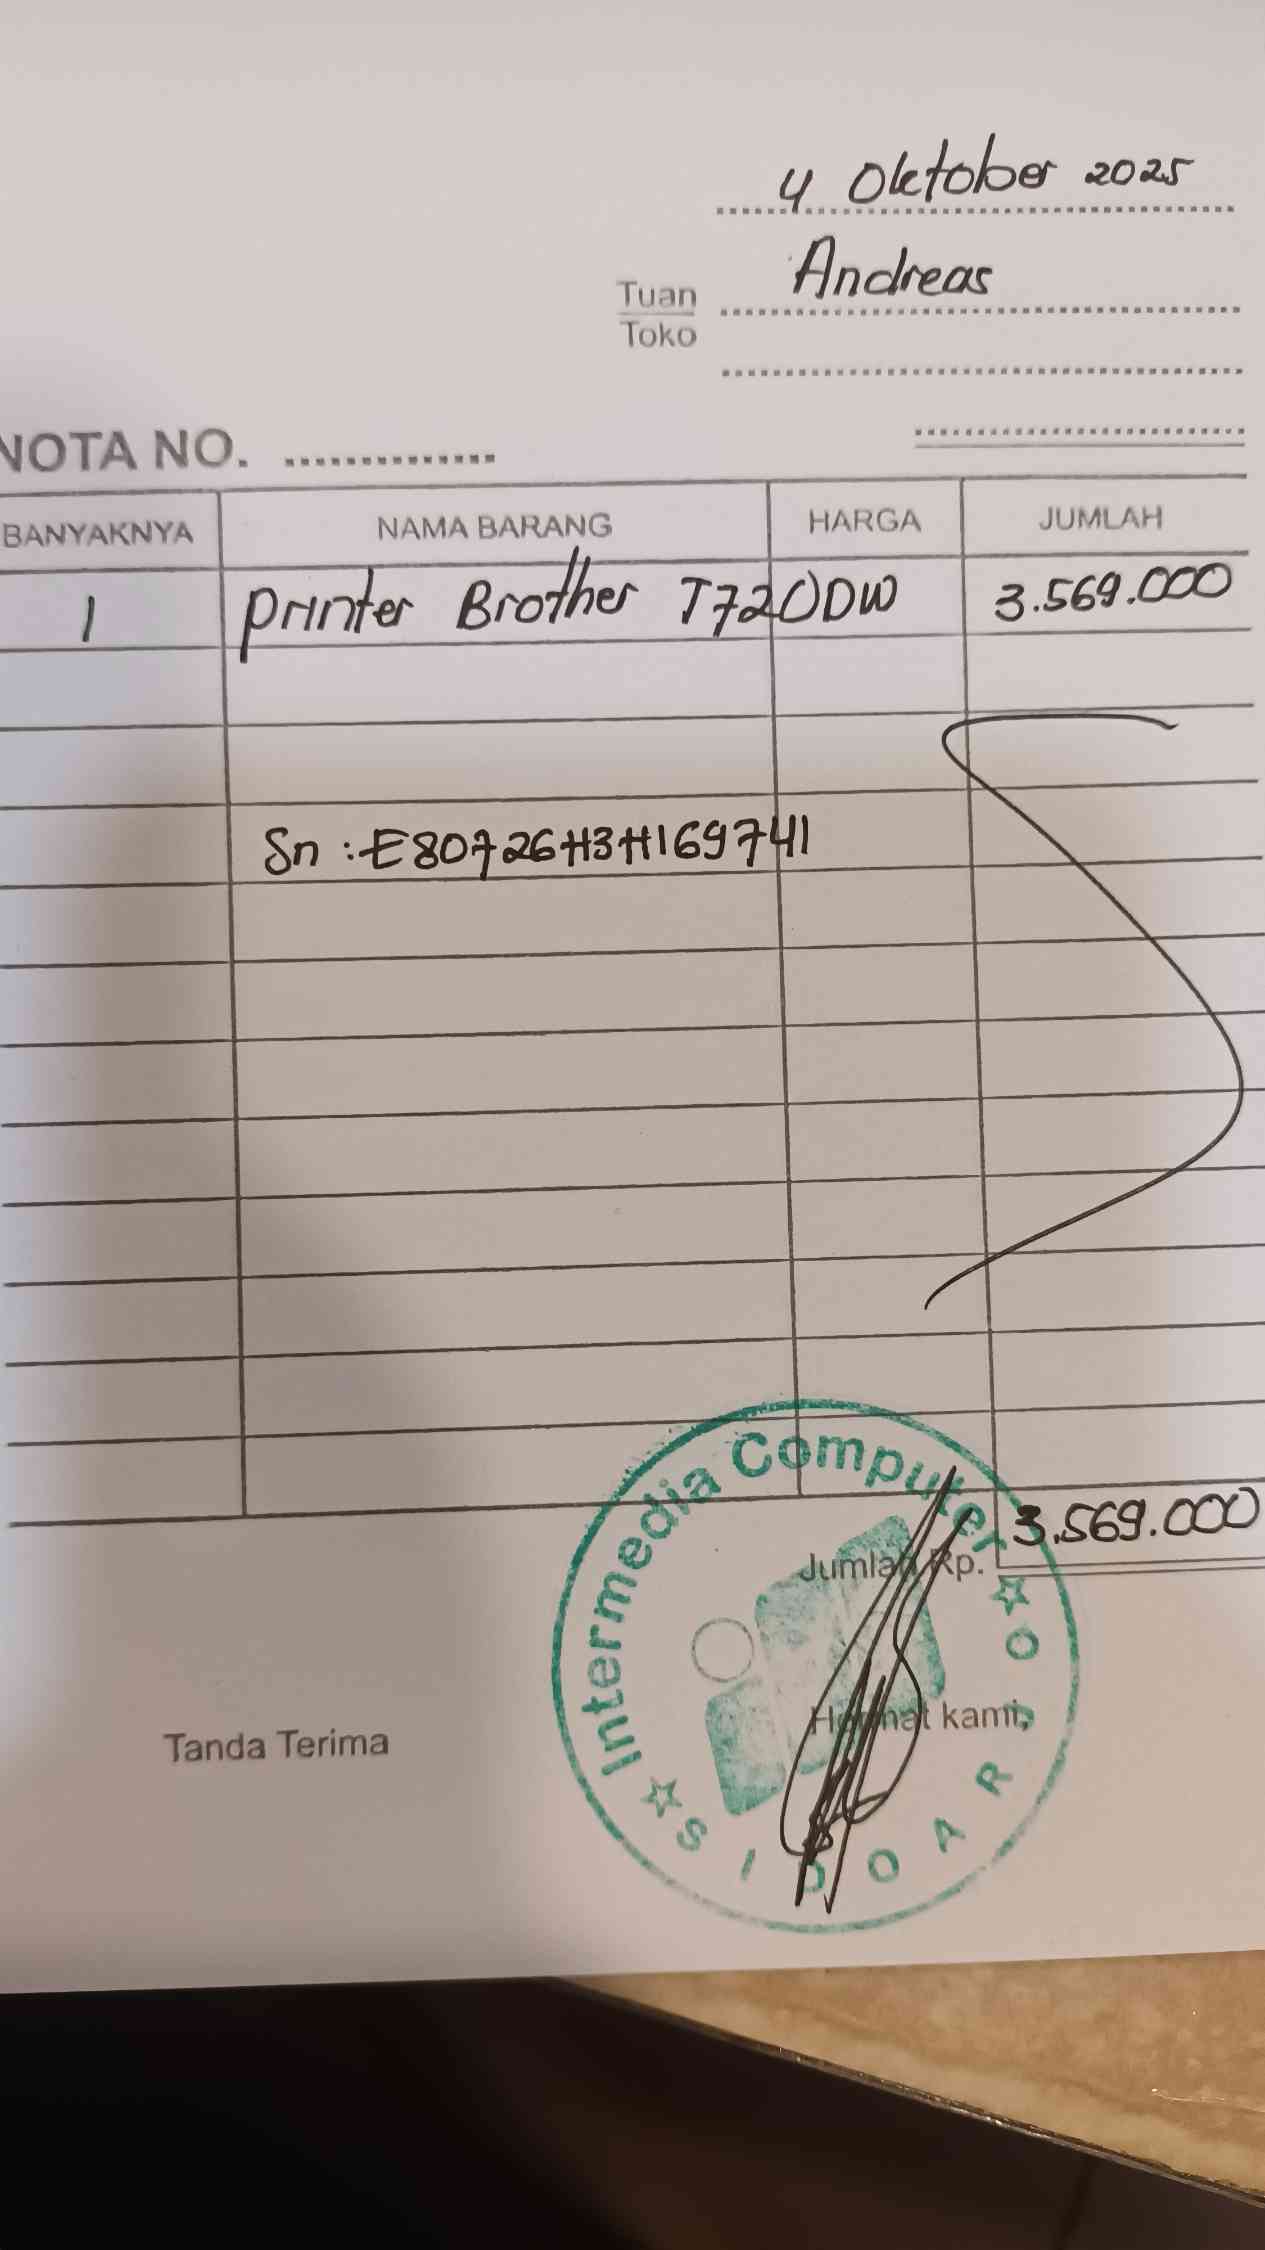 4 Oktober 2025
Tuan Andreas
Toko
NOTA NO. ..............
BANYAKNYA NAMA BARANG HARGA JUMLAH
1 Printer Brother T720DW 3.569.000
Sn : E80726H3H169741
Jumlah Rp. 3.569.000
Tanda Terima Hormat kami,
Intermedia Computer
SIDOARJO